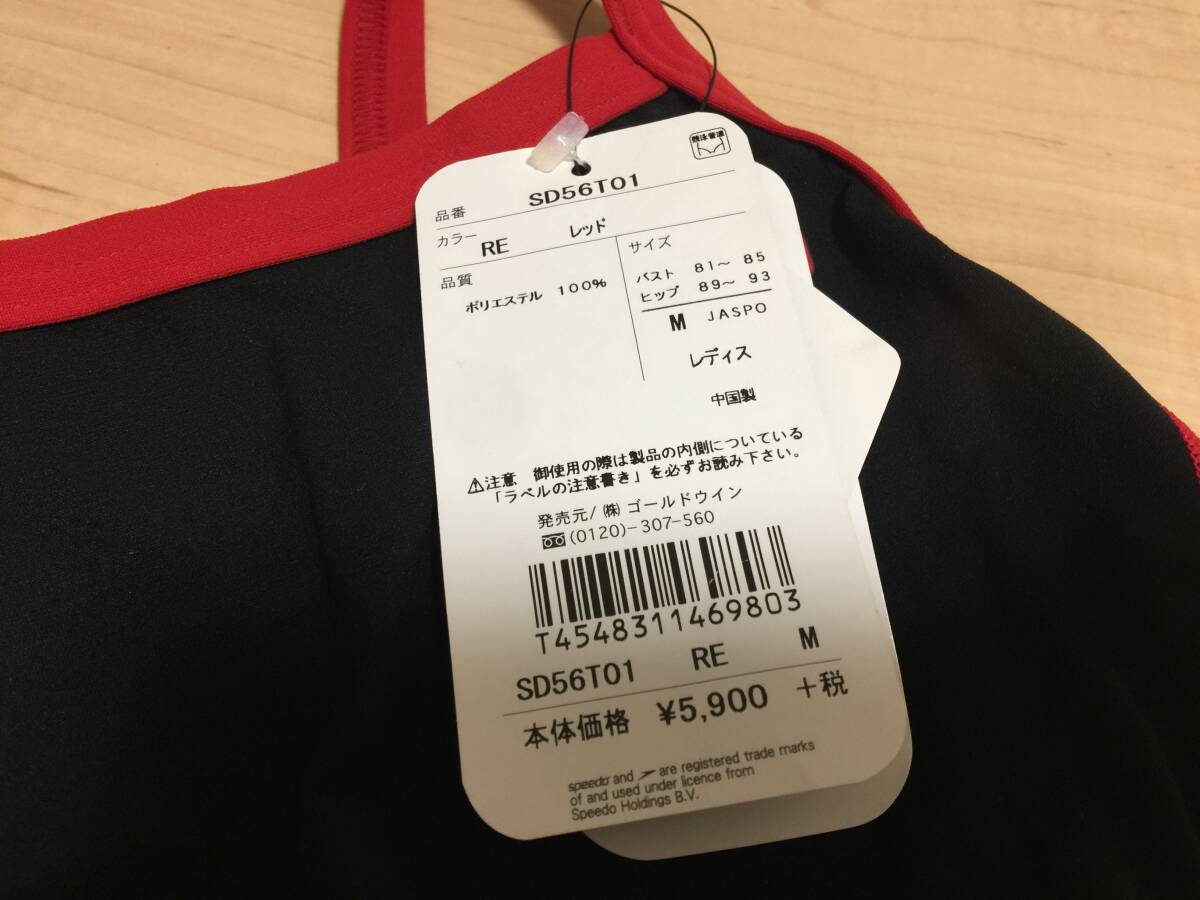 競泳普通
品番 SD56T01
カラー RE レッド
品質
ポリエステル 100%
サイズ
バスト 81～ 85
ヒップ 89～ 93
M JASPO
レディス
中国製
⚠注意 御使用の際は製品の内側についている
「ラベルの注意書き」を必ずお読み下さい。
発売元/ ㈱ ゴールドウイン
(0120)-307-560
T4548311469803
SD56T01 RE M
本体価格 ¥5,900 +税
speedo and are registered trade marks
of and used under licence from
Speedo Holdings B.V.